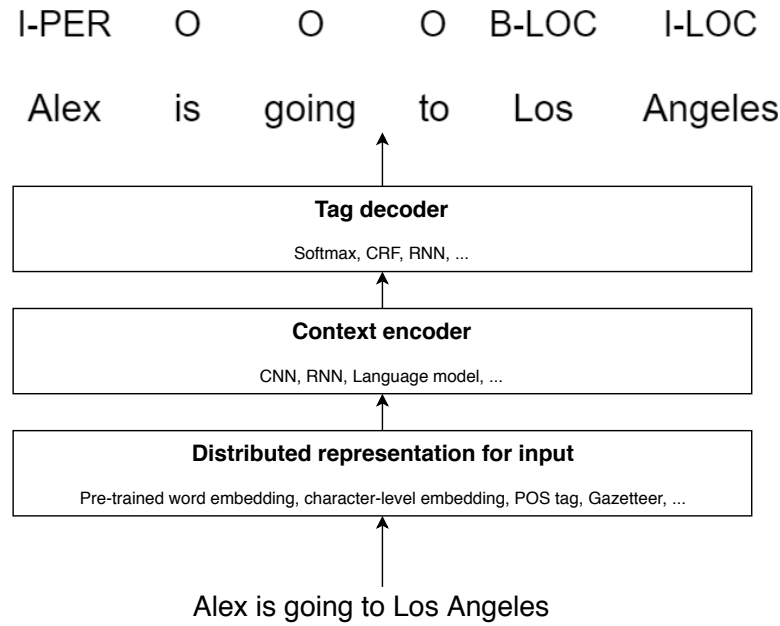 I-PER O O O B-LOC I-LOC
Alex is going to Los Angeles
Tag decoder
Softmax, CRF, RNN, ...
Context encoder
CNN, RNN, Language model, ...
Distributed representation for input
Pre-trained word embedding, character-level embedding, POS tag, Gazetteer, ...
Alex is going to Los Angeles